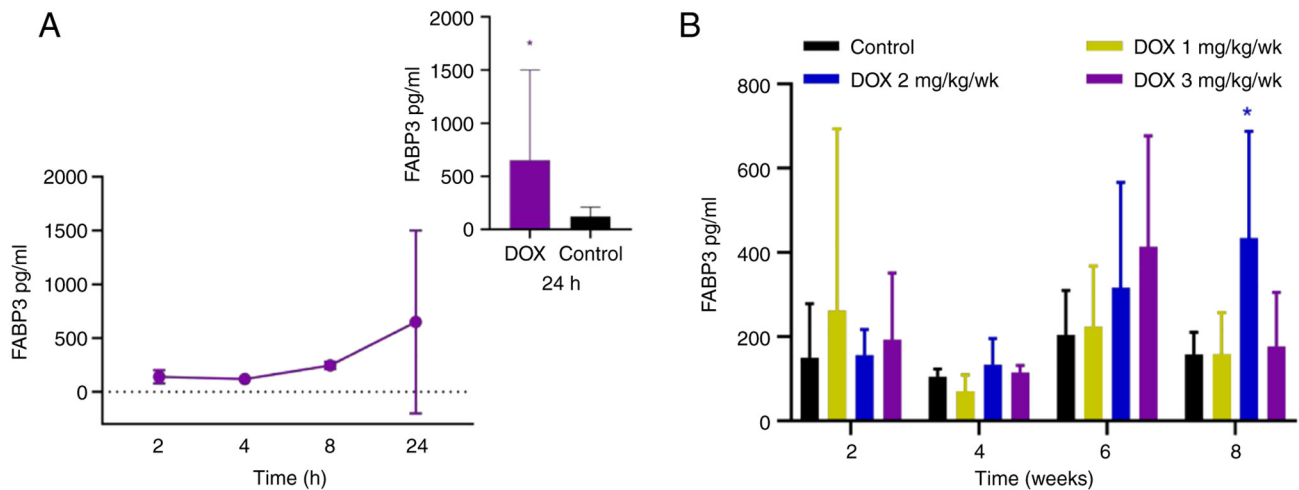 A
FABP3 pg/ml
2000
1500
1000
500
0
2
4
8
24
Time (h)
FABP3 pg/ml
2000
1500
1000
500
0
*
DOX
Control
24 h
B
Control
DOX 1 mg/kg/wk
DOX 2 mg/kg/wk
DOX 3 mg/kg/wk
FABP3 pg/ml
800
600
400
200
0
*
2
4
6
8
Time (weeks)